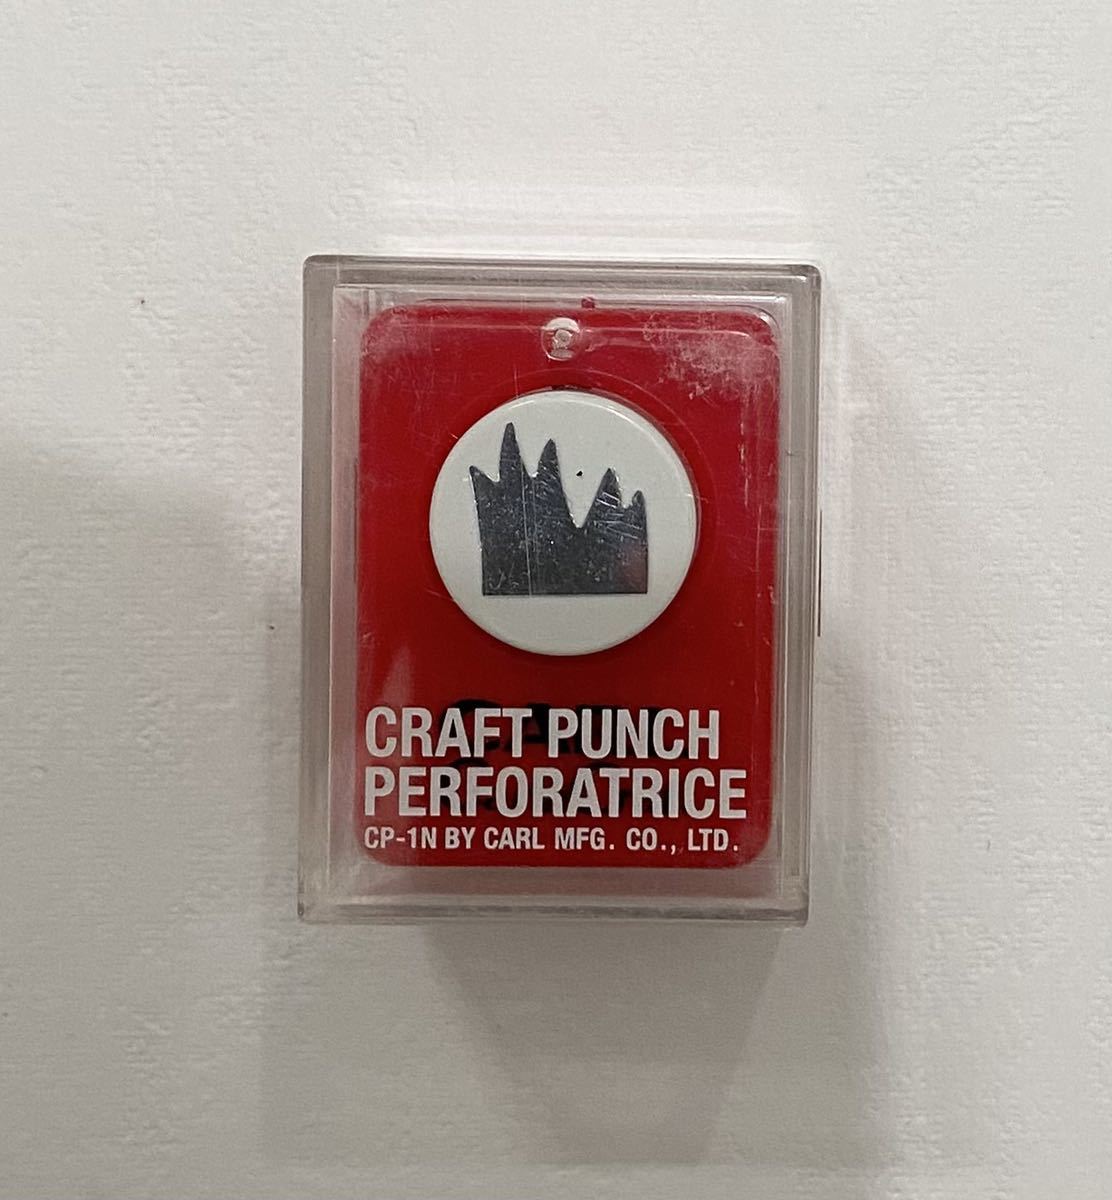 CRAFT PUNCH
PERFORATRICE
CP-1N BY CARL MFG. CO., LTD.